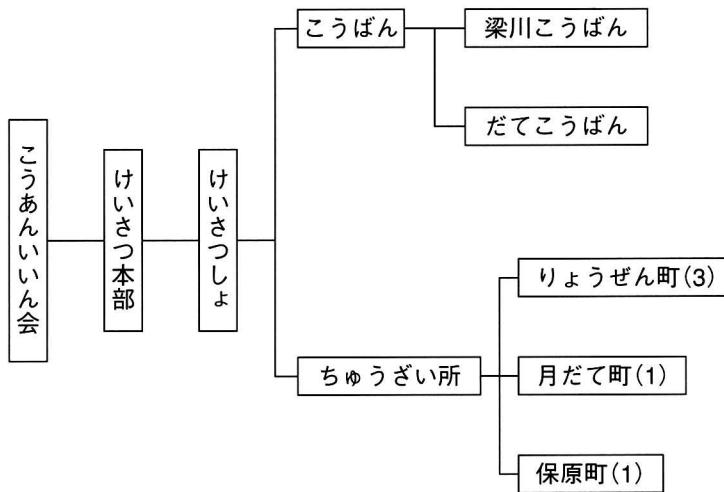 こうあんいいん会
けいさつ本部
けいさつしょ
こうばん
梁川こうばん
だてこうばん
ちゅうざい所
りょうぜん町(3)
月だて町(1)
保原町(1)